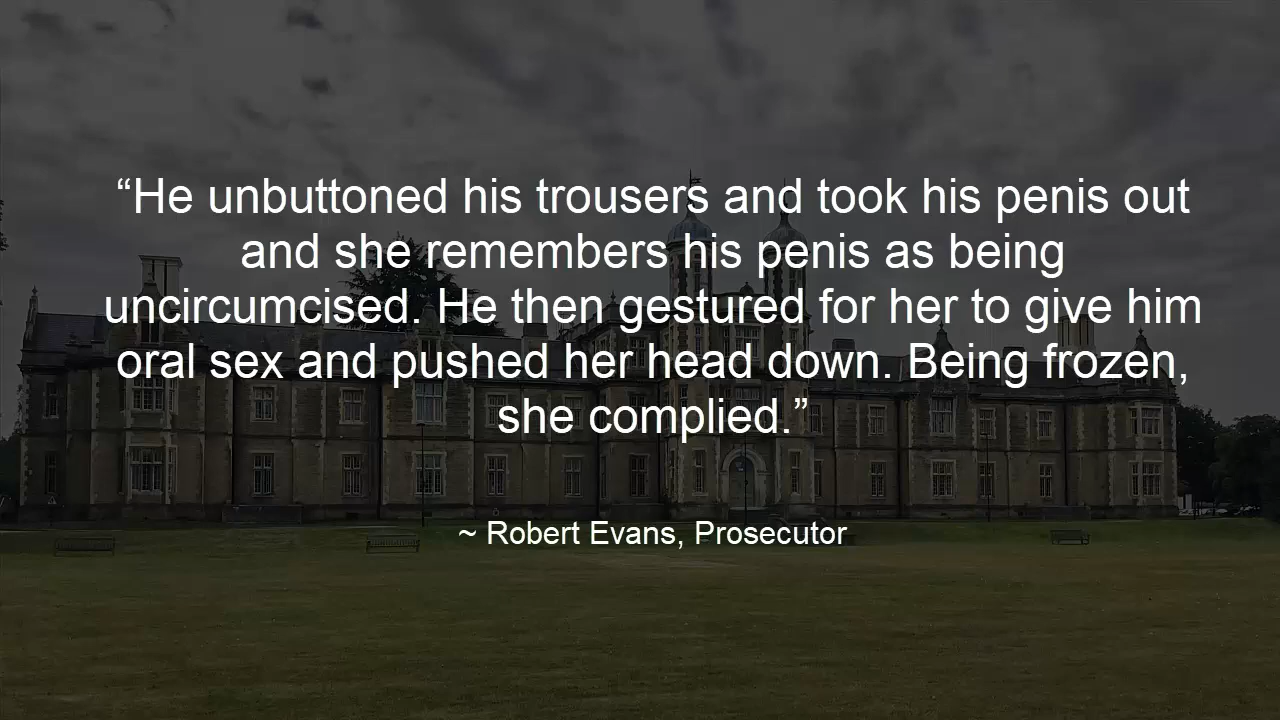 “He unbuttoned his trousers and took his penis out
and she remembers his penis as being
uncircumcised. He then gestured for her to give him
oral sex and pushed her head down. Being frozen,
she complied.”
~ Robert Evans, Prosecutor